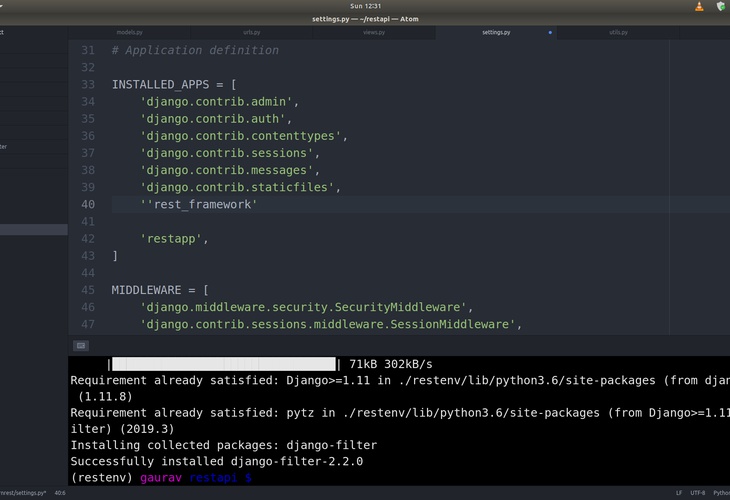 Sun 12:31
settings.py — ~/restapi — Atom
models.py urls.py views.py settings.py utils.py
31 # Application definition
32
33 INSTALLED_APPS = [
34 'django.contrib.admin',
35 'django.contrib.auth',
36 'django.contrib.contenttypes',
37 'django.contrib.sessions',
38 'django.contrib.messages',
39 'django.contrib.staticfiles',
40 ''rest_framework'
41
42 'restapp',
43 ]
44
45 MIDDLEWARE = [
46 'django.middleware.security.SecurityMiddleware',
47 'django.contrib.sessions.middleware.SessionMiddleware',
71kB 302kB/s
Requirement already satisfied: Django>=1.11 in ./restenv/lib/python3.6/site-packages (from djan
(1.11.8)
Requirement already satisfied: pytz in ./restenv/lib/python3.6/site-packages (from Django>=1.11
ilter) (2019.3)
Installing collected packages: django-filter
Successfully installed django-filter-2.2.0
(restenv) gaurav restapi $
nrest/settings.py* 40:6 LF UTF-8 Python